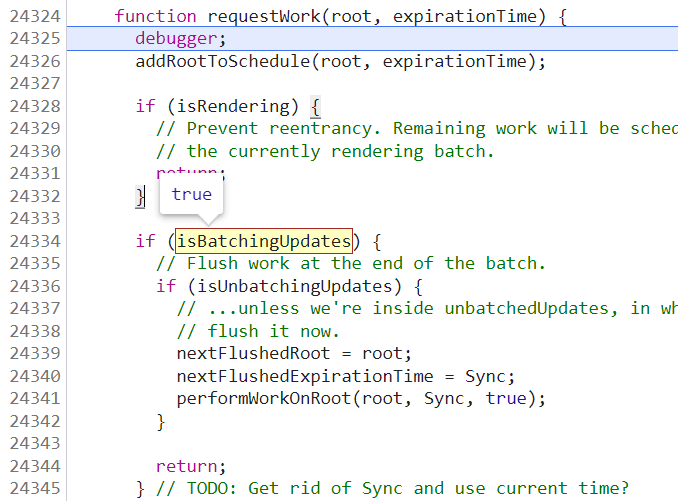 24324 function requestWork(root, expirationTime) {
24325 debugger;
24326 addRootToSchedule(root, expirationTime);
24327
24328 if (isRendering) {
24329 // Prevent reentrancy. Remaining work will be sched
24330 // the currently rendering batch.
24331 return;
24332 }
true
24333
24334 if (isBatchingUpdates) {
24335 // Flush work at the end of the batch.
24336 if (isUnbatchingUpdates) {
24337 // ...unless we're inside unbatchedUpdates, in wh
24338 // flush it now.
24339 nextFlushedRoot = root;
24340 nextFlushedExpirationTime = Sync;
24341 performWorkOnRoot(root, Sync, true);
24342 }
24343
24344 return;
24345 } // TODO: Get rid of Sync and use current time?